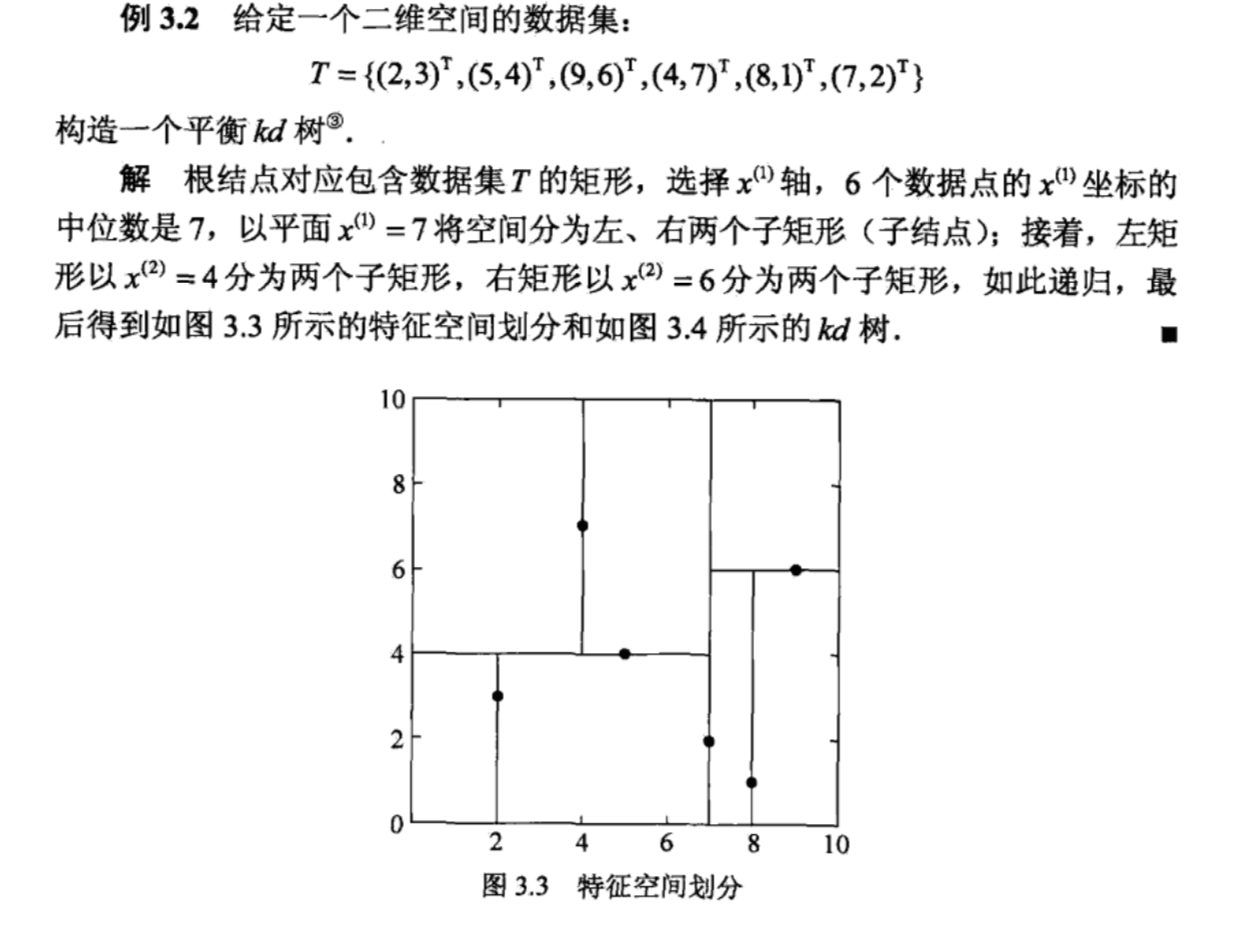 例 3.2 给定一个二维空间的数据集：
T = {(2,3)ᵀ,(5,4)ᵀ,(9,6)ᵀ,(4,7)ᵀ,(8,1)ᵀ,(7,2)ᵀ}
构造一个平衡 kd 树③.
解 根结点对应包含数据集 T 的矩形，选择 x⁽¹⁾ 轴，6 个数据点的 x⁽¹⁾ 坐标的
中位数是 7，以平面 x⁽¹⁾ = 7 将空间分为左、右两个子矩形（子结点）；接着，左矩
形以 x⁽²⁾ = 4 分为两个子矩形，右矩形以 x⁽²⁾ = 6 分为两个子矩形，如此递归，最
后得到如图 3.3 所示的特征空间划分和如图 3.4 所示的 kd 树. ■
10
8
6
4
2
0
2 4 6 8 10
图 3.3 特征空间划分